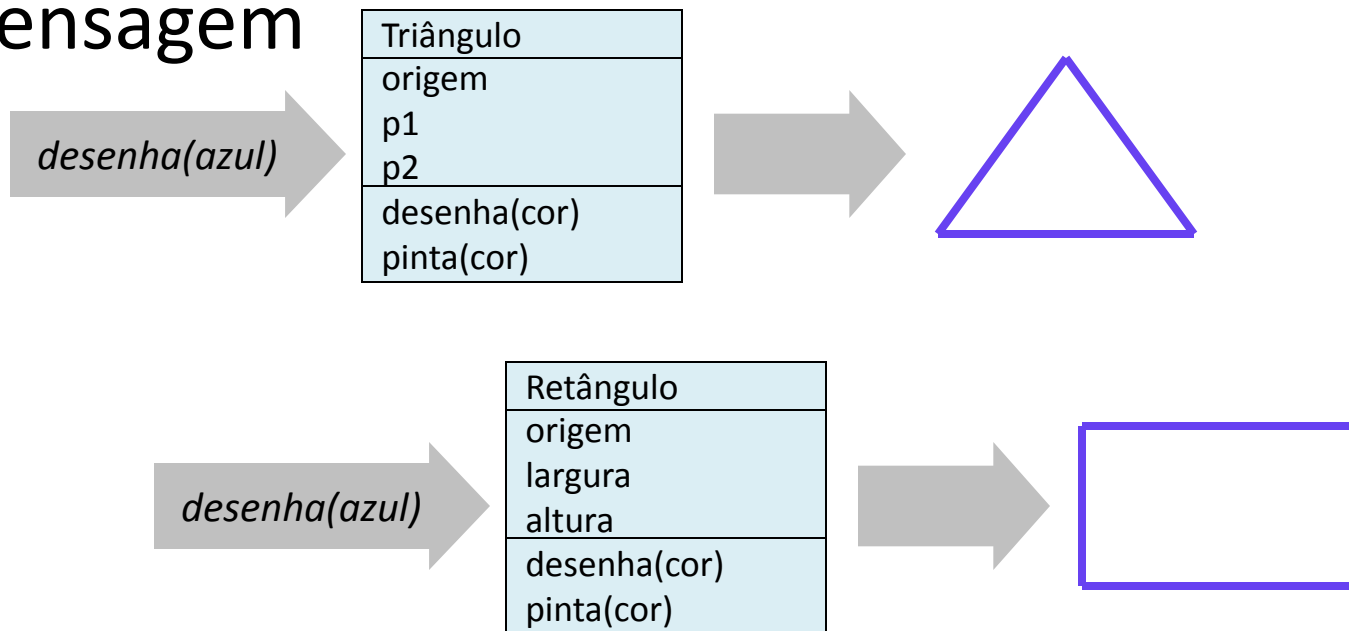 ensagem
desenha(azul)
Triângulo
origem
p1
p2
desenha(cor)
pinta(cor)
desenha(azul)
Retângulo
origem
largura
altura
desenha(cor)
pinta(cor)